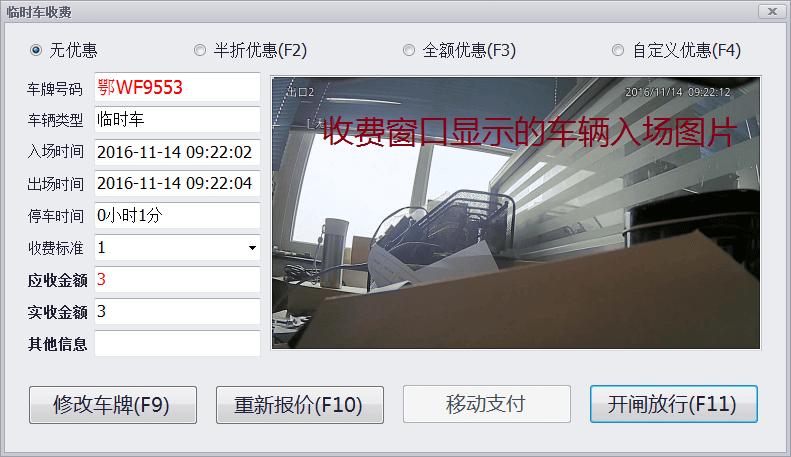 临时车收费
无优惠 半折优惠(F2) 全额优惠(F3) 自定义优惠(F4)
车牌号码 鄂WF9553
车辆类型 临时车
入场时间 2016-11-14 09:22:02
出场时间 2016-11-14 09:22:04
停车时间 0小时1分
收费标准 1
应收金额 3
实收金额 3
其他信息
出口2 2016/11/14 09:22:12
收费窗口显示的车辆入场图片
修改车牌(F9) 重新报价(F10) 移动支付 开闸放行(F11)